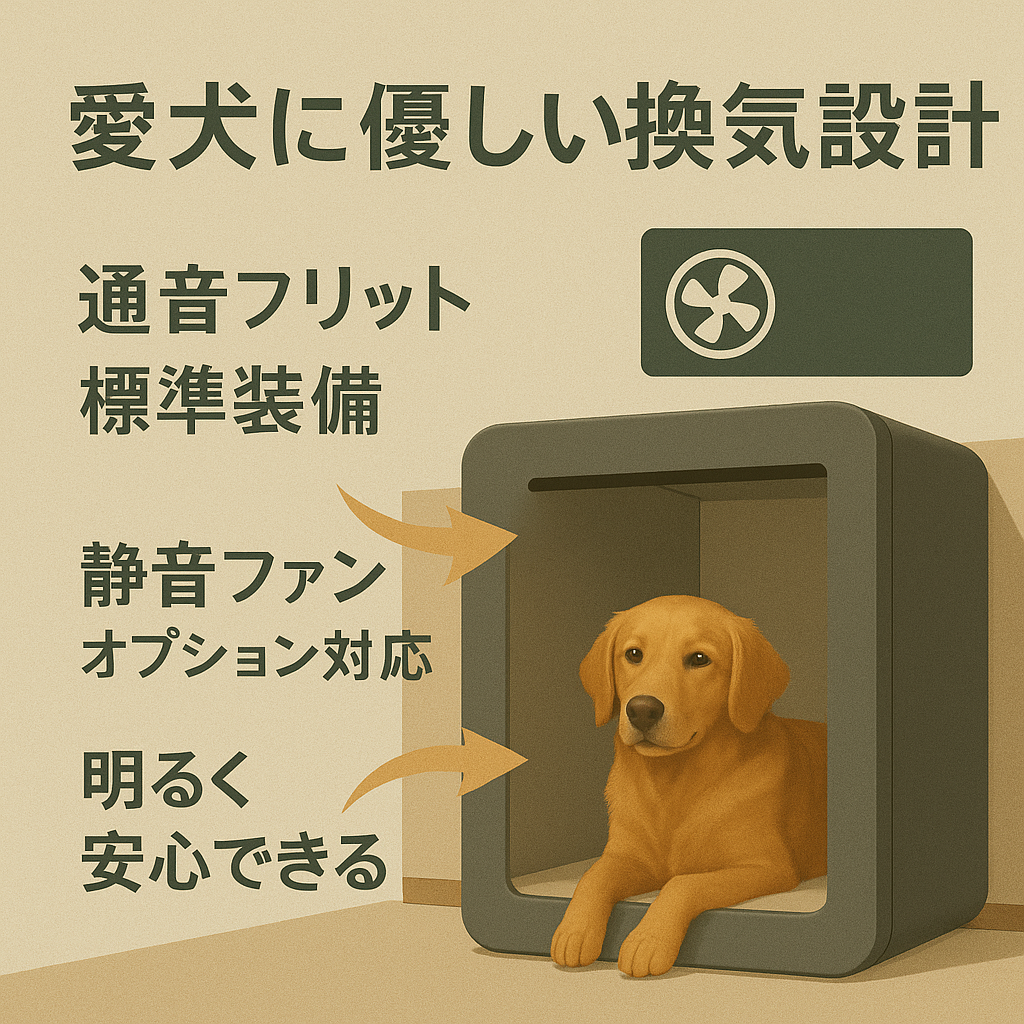 愛犬に優しい換気設計
通音フリット
標準装備
静音ファン
オプション対応
明るく
安心できる